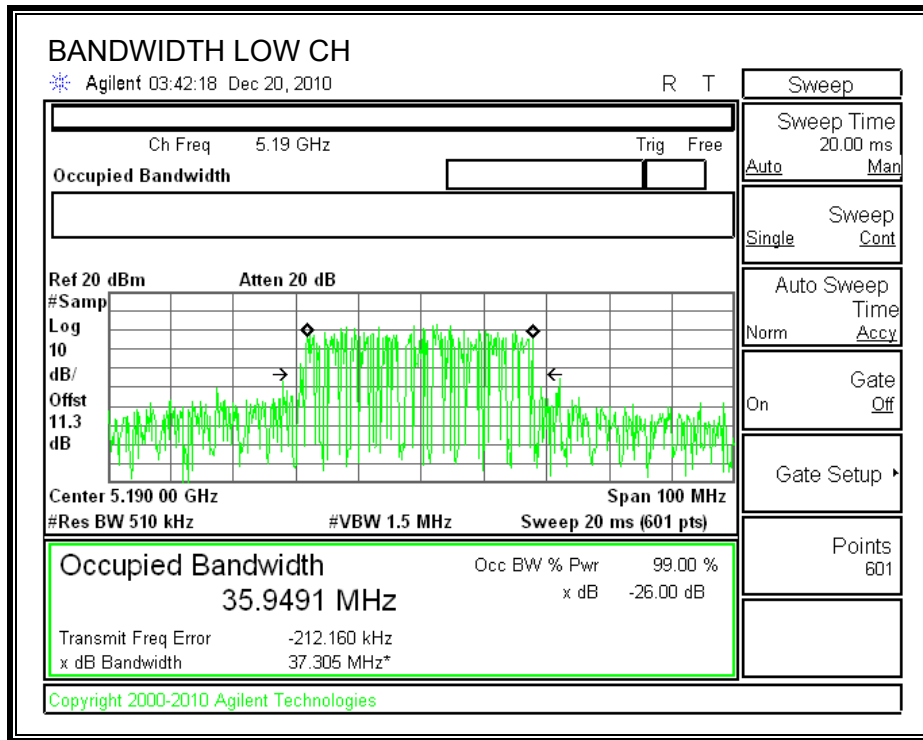 BANDWIDTH LOW CH
Agilent 03:42:18 Dec 20, 2010 R T
Ch Freq 5.19 GHz Trig Free
Occupied Bandwidth
Ref 20 dBm Atten 20 dB
#Samp
Log
10
dB/
Offst
11.3
dB
Center 5.190 00 GHz Span 100 MHz
#Res BW 510 kHz #VBW 1.5 MHz Sweep 20 ms (601 pts)
Occupied Bandwidth Occ BW % Pwr 99.00 %
35.9491 MHz x dB -26.00 dB
Transmit Freq Error -212.160 kHz
x dB Bandwidth 37.305 MHz*
Copyright 2000-2010 Agilent Technologies
Sweep
Sweep Time
20.00 ms
Auto Man
Sweep
Single Cont
Auto Sweep
Time
Norm Accy
Gate
On Off
Gate Setup
Points
601